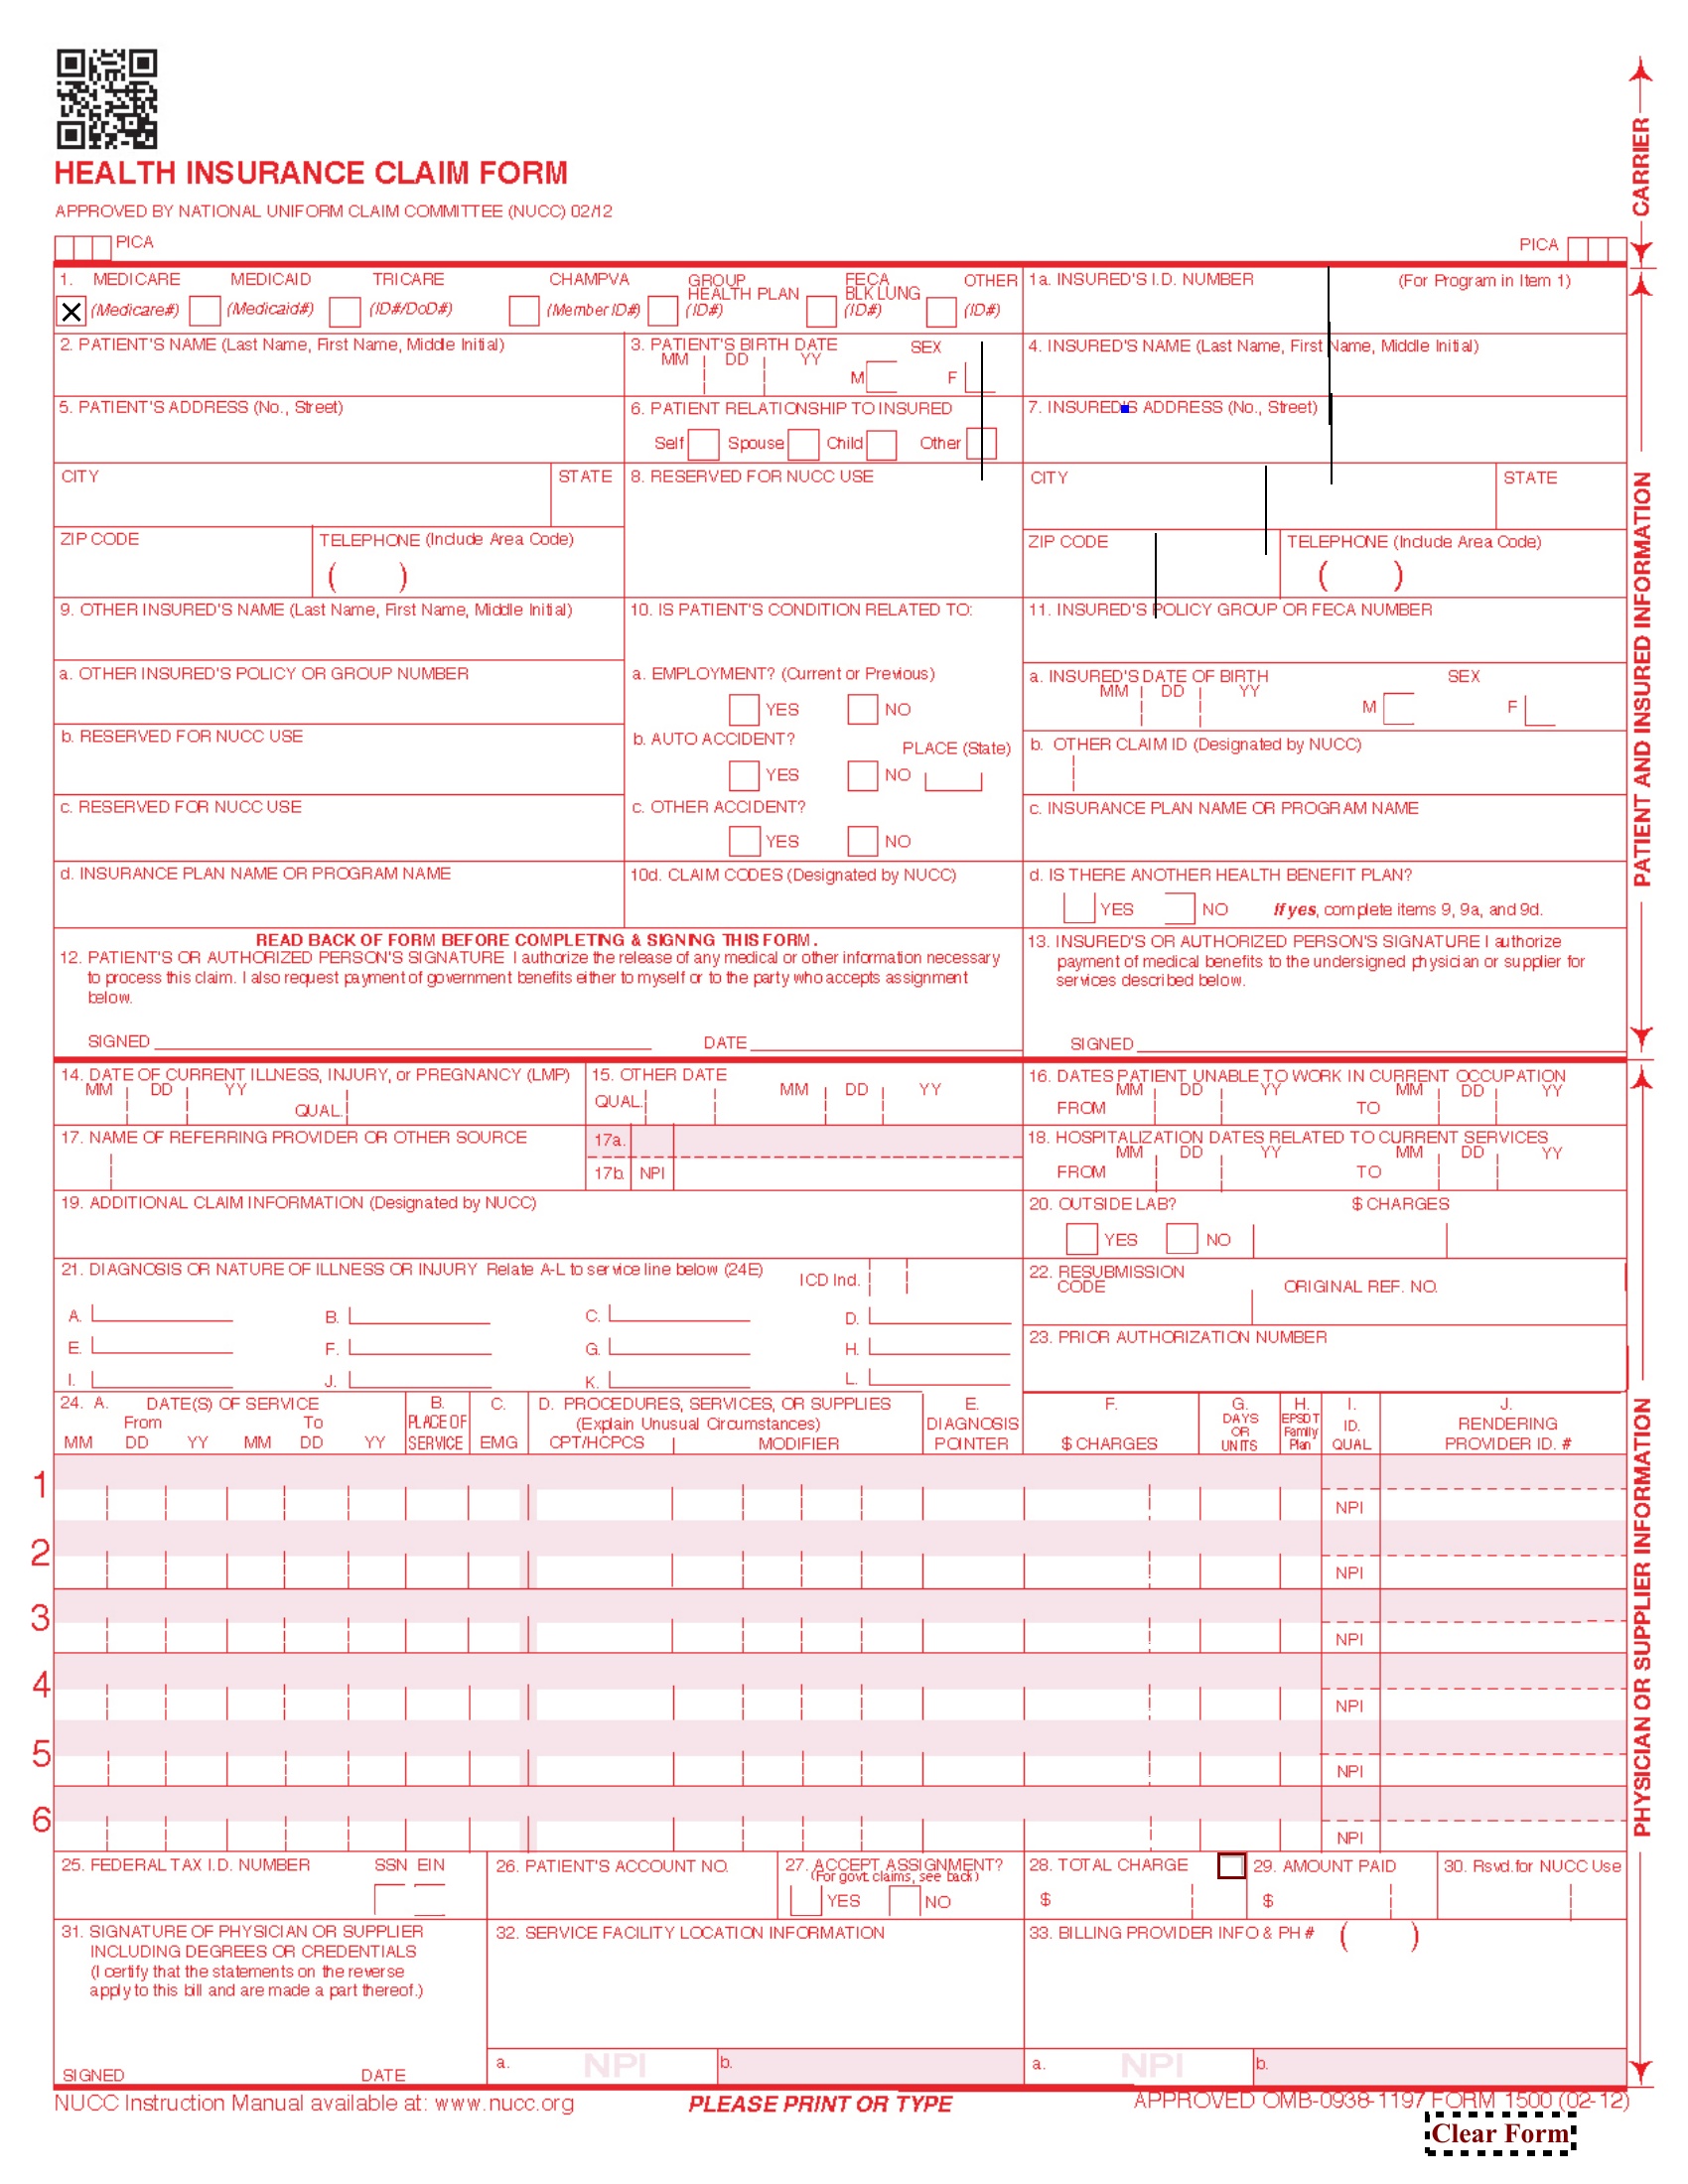 HEALTH INSURANCE CLAIM FORM
APPROVED BY NATIONAL UNIFORM CLAIM COMMITTEE (NUCC) 02/12
PICA
PICA
CARRIER
1. MEDICARE MEDICAID TRICARE CHAMPVA GROUP HEALTH PLAN FECA BLK LUNG OTHER
(Medicare#) (Medicaid#) (ID#/DoD#) (Member ID#) (ID#) (ID#) (ID#)
1a. INSURED'S I.D. NUMBER (For Program in Item 1)
2. PATIENT'S NAME (Last Name, First Name, Middle Initial)
3. PATIENT'S BIRTH DATE SEX
MM DD YY M F
4. INSURED'S NAME (Last Name, First Name, Middle Initial)
5. PATIENT'S ADDRESS (No., Street)
6. PATIENT RELATIONSHIP TO INSURED
Self Spouse Child Other
7. INSURED'S ADDRESS (No., Street)
CITY STATE
8. RESERVED FOR NUCC USE
CITY STATE
ZIP CODE TELEPHONE (Include Area Code)
( )
ZIP CODE TELEPHONE (Include Area Code)
( )
9. OTHER INSURED'S NAME (Last Name, First Name, Middle Initial)
10. IS PATIENT'S CONDITION RELATED TO:
11. INSURED'S POLICY GROUP OR FECA NUMBER
a. OTHER INSURED'S POLICY OR GROUP NUMBER
a. EMPLOYMENT? (Current or Previous)
YES NO
a. INSURED'S DATE OF BIRTH SEX
MM DD YY M F
b. RESERVED FOR NUCC USE
b. AUTO ACCIDENT? PLACE (State)
YES NO
b. OTHER CLAIM ID (Designated by NUCC)
c. RESERVED FOR NUCC USE
c. OTHER ACCIDENT?
YES NO
c. INSURANCE PLAN NAME OR PROGRAM NAME
d. INSURANCE PLAN NAME OR PROGRAM NAME
10d. CLAIM CODES (Designated by NUCC)
d. IS THERE ANOTHER HEALTH BENEFIT PLAN?
YES NO If yes, complete items 9, 9a, and 9d.
READ BACK OF FORM BEFORE COMPLETING & SIGNING THIS FORM.
12. PATIENT'S OR AUTHORIZED PERSON'S SIGNATURE I authorize the release of any medical or other information necessary
to process this claim. I also request payment of government benefits either to myself or to the party who accepts assignment
below.
SIGNED DATE
13. INSURED'S OR AUTHORIZED PERSON'S SIGNATURE I authorize
payment of medical benefits to the undersigned physician or supplier for
services described below.
SIGNED
PATIENT AND INSURED INFORMATION
14. DATE OF CURRENT ILLNESS, INJURY, or PREGNANCY (LMP)
MM DD YY
QUAL.
15. OTHER DATE
QUAL. MM DD YY
16. DATES PATIENT UNABLE TO WORK IN CURRENT OCCUPATION
MM DD YY MM DD YY
FROM TO
17. NAME OF REFERRING PROVIDER OR OTHER SOURCE
17a.
17b. NPI
18. HOSPITALIZATION DATES RELATED TO CURRENT SERVICES
MM DD YY MM DD YY
FROM TO
19. ADDITIONAL CLAIM INFORMATION (Designated by NUCC)
20. OUTSIDE LAB? $ CHARGES
YES NO
21. DIAGNOSIS OR NATURE OF ILLNESS OR INJURY Relate A-L to service line below (24E) ICD Ind.
A. B. C. D.
E. F. G. H.
I. J. K. L.
22. RESUBMISSION
CODE ORIGINAL REF. NO.
23. PRIOR AUTHORIZATION NUMBER
24. A. DATE(S) OF SERVICE
From To
MM DD YY MM DD YY
B.
PLACE OF
SERVICE
C.
EMG
D. PROCEDURES, SERVICES, OR SUPPLIES
(Explain Unusual Circumstances)
CPT/HCPCS MODIFIER
E.
DIAGNOSIS
POINTER
F.
$ CHARGES
G.
DAYS
OR
UNITS
H.
EPSDT
Family
Plan
I.
ID.
QUAL
J.
RENDERING
PROVIDER ID. #
1
NPI
2
NPI
3
NPI
4
NPI
5
NPI
6
NPI
PHYSICIAN OR SUPPLIER INFORMATION
25. FEDERAL TAX I.D. NUMBER SSN EIN
26. PATIENT'S ACCOUNT NO.
27. ACCEPT ASSIGNMENT?
(For govt. claims, see back)
YES NO
28. TOTAL CHARGE
$
29. AMOUNT PAID
$
30. Rsvd. for NUCC Use
31. SIGNATURE OF PHYSICIAN OR SUPPLIER
INCLUDING DEGREES OR CREDENTIALS
(I certify that the statements on the reverse
apply to this bill and are made a part thereof.)
SIGNED DATE
32. SERVICE FACILITY LOCATION INFORMATION
a. NPI b.
33. BILLING PROVIDER INFO & PH # ( )
a. NPI b.
NUCC Instruction Manual available at: www.nucc.org
PLEASE PRINT OR TYPE
APPROVED OMB-0938-1197 FORM 1500 (02-12)
Clear Form